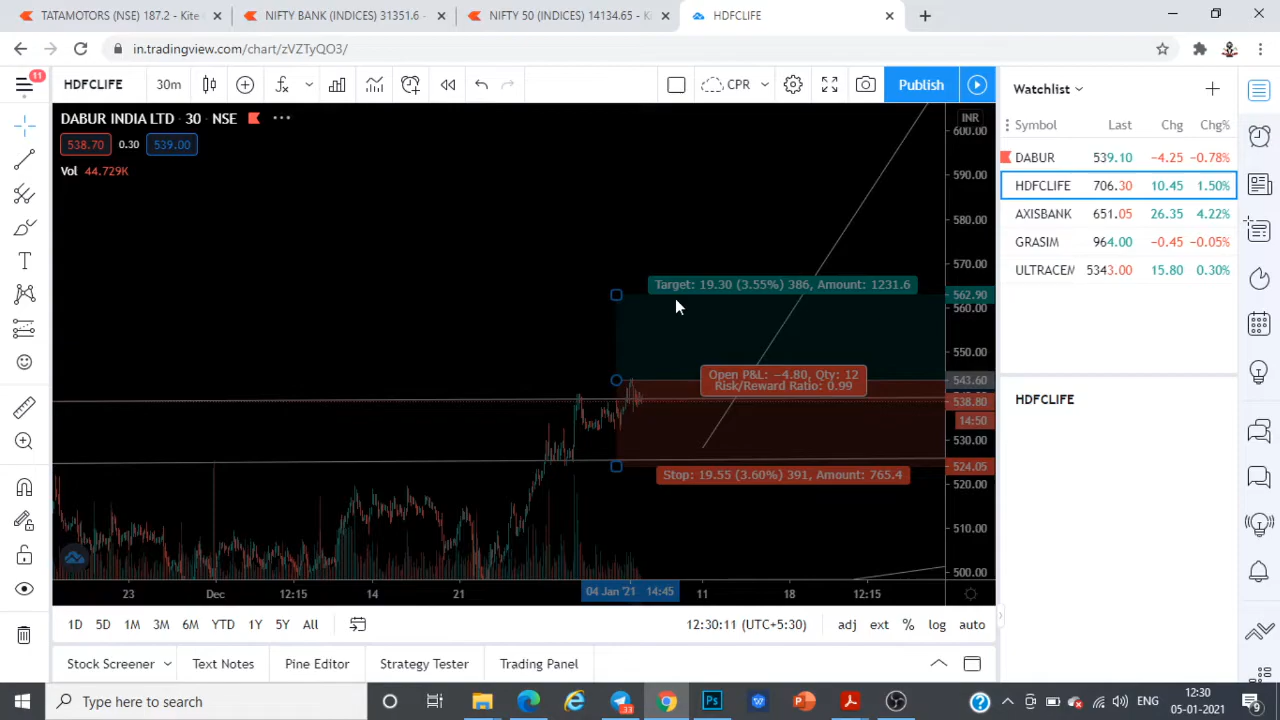 TATAMOTORS (NSE) 187.2 - Kite
NIFTY BANK (INDICES) 31351.6 -
NIFTY 50 (INDICES) 14134.65 - K
HDFCLIFE
in.tradingview.com/chart/zVZTyQO3/
11
HDFCLIFE 30m CPR Publish
DABUR INDIA LTD · 30 · NSE
538.70 0.30 539.00
Vol 44.729K
INR
600.00
590.00
580.00
570.00
562.90
560.00
550.00
543.60
538.80
14:50
530.00
524.05
520.00
510.00
500.00
Target: 19.30 (3.55%) 386, Amount: 1231.6
Open P&L: −4.80, Qty: 12
Risk/Reward Ratio: 0.99
Stop: 19.55 (3.60%) 391, Amount: 765.4
23 Dec 12:15 14 21 04 Jan '21 14:45 11 18 12:15
1D 5D 1M 3M 6M YTD 1Y 5Y All
12:30:11 (UTC+5:30) adj ext % log auto
Stock Screener Text Notes Pine Editor Strategy Tester Trading Panel
Watchlist
Symbol Last Chg Chg%
DABUR 539.10 −4.25 −0.78%
HDFCLIFE 706.30 10.45 1.50%
AXISBANK 651.05 26.35 4.22%
GRASIM 964.00 −0.45 −0.05%
ULTRACEM 5343.00 15.80 0.30%
HDFCLIFE
Type here to search
33
Ps
ENG
12:30
05-01-2021
9